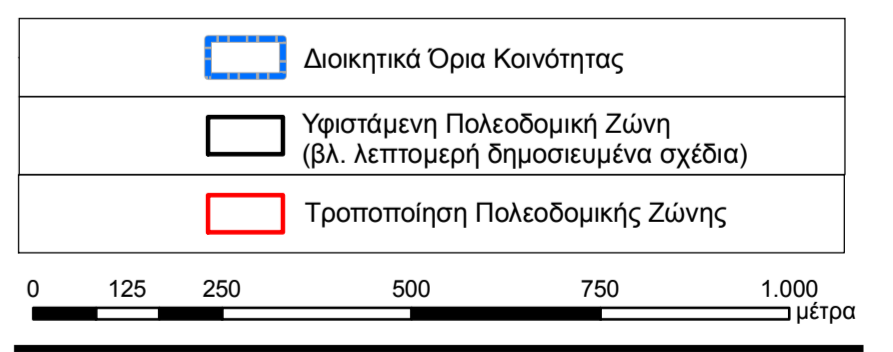 Διοικητικά Όρια Κοινότητας
Υφιστάμενη Πολεοδομική Ζώνη
(βλ. λεπτομερή δημοσιευμένα σχέδια)
Τροποποίηση Πολεοδομικής Ζώνης
0 125 250 500 750 1.000
μέτρα